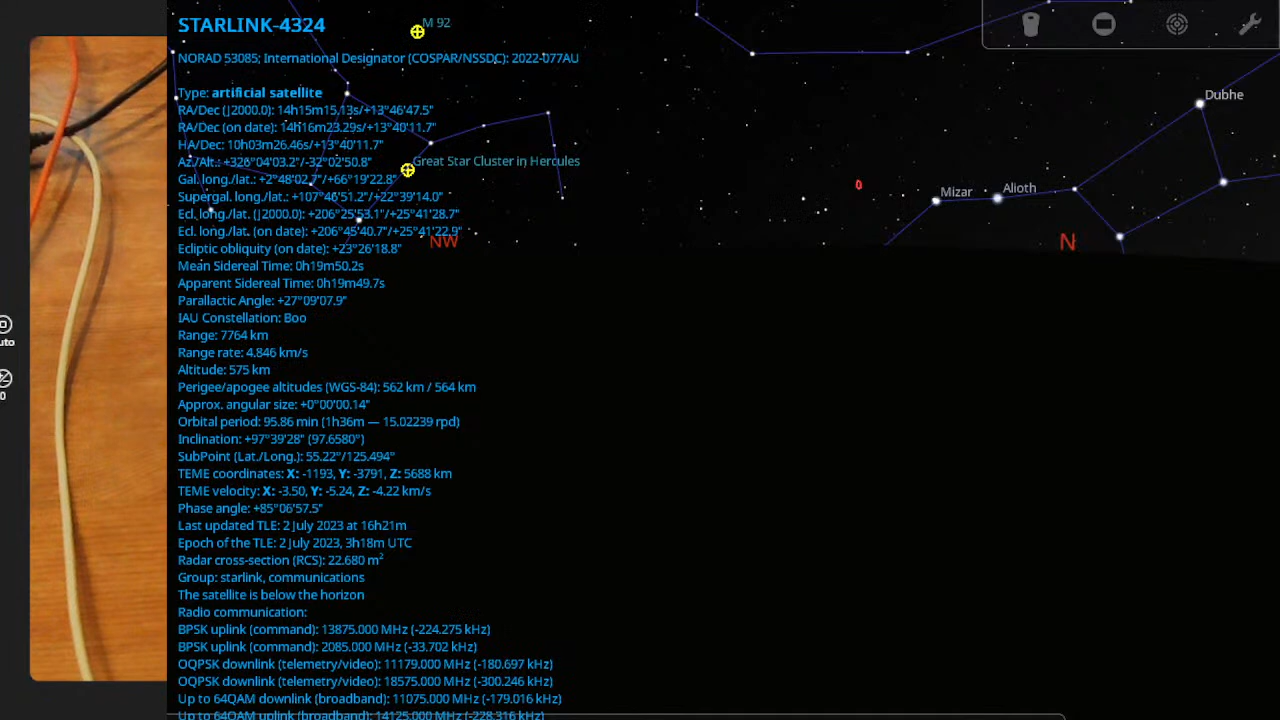 STARLINK-4324
M 92
NORAD 53085; International Designator (COSPAR/NSSDC): 2022-077AU
Type: artificial satellite
RA/Dec (J2000.0): 14h15m15.13s/+13°46'47.5"
RA/Dec (on date): 14h16m23.29s/+13°40'11.7"
HA/Dec: 10h03m26.46s/+13°40'11.7"
Az./Alt.: +326°04'03.2"/-32°02'50.8"
Gal. long./lat.: +2°48'02.7"/+66°19'22.8"
Supergal. long./lat.: +107°46'51.2"/+22°39'14.0"
Ecl. long./lat. (J2000.0): +206°25'53.1"/+25°41'28.7"
Ecl. long./lat. (on date): +206°45'40.7"/+25°41'22.9"
Ecliptic obliquity (on date): +23°26'18.8"
Mean Sidereal Time: 0h19m50.2s
Apparent Sidereal Time: 0h19m49.7s
Parallactic Angle: +27°09'07.9"
IAU Constellation: Boo
Range: 7764 km
Range rate: 4.846 km/s
Altitude: 575 km
Perigee/apogee altitudes (WGS-84): 562 km / 564 km
Approx. angular size: +0°00'00.14"
Orbital period: 95.86 min (1h36m — 15.02239 rpd)
Inclination: +97°39'28" (97.6580°)
SubPoint (Lat./Long.): 55.22°/125.494°
TEME coordinates: X: -1193, Y: -3791, Z: 5688 km
TEME velocity: X: -3.50, Y: -5.24, Z: -4.22 km/s
Phase angle: +85°06'57.5"
Last updated TLE: 2 July 2023 at 16h21m
Epoch of the TLE: 2 July 2023, 3h18m UTC
Radar cross-section (RCS): 22.680 m²
Group: starlink, communications
The satellite is below the horizon
Radio communication:
BPSK uplink (command): 13875.000 MHz (-224.275 kHz)
BPSK uplink (command): 2085.000 MHz (-33.702 kHz)
OQPSK downlink (telemetry/video): 11179.000 MHz (-180.697 kHz)
OQPSK downlink (telemetry/video): 18575.000 MHz (-300.246 kHz)
Up to 64QAM downlink (broadband): 11075.000 MHz (-179.016 kHz)
Up to 64QAM uplink (broadband): 14125.000 MHz (-228.316 kHz)
Great Star Cluster in Hercules
NW
Dubhe
Mizar
Alioth
N
uto
0